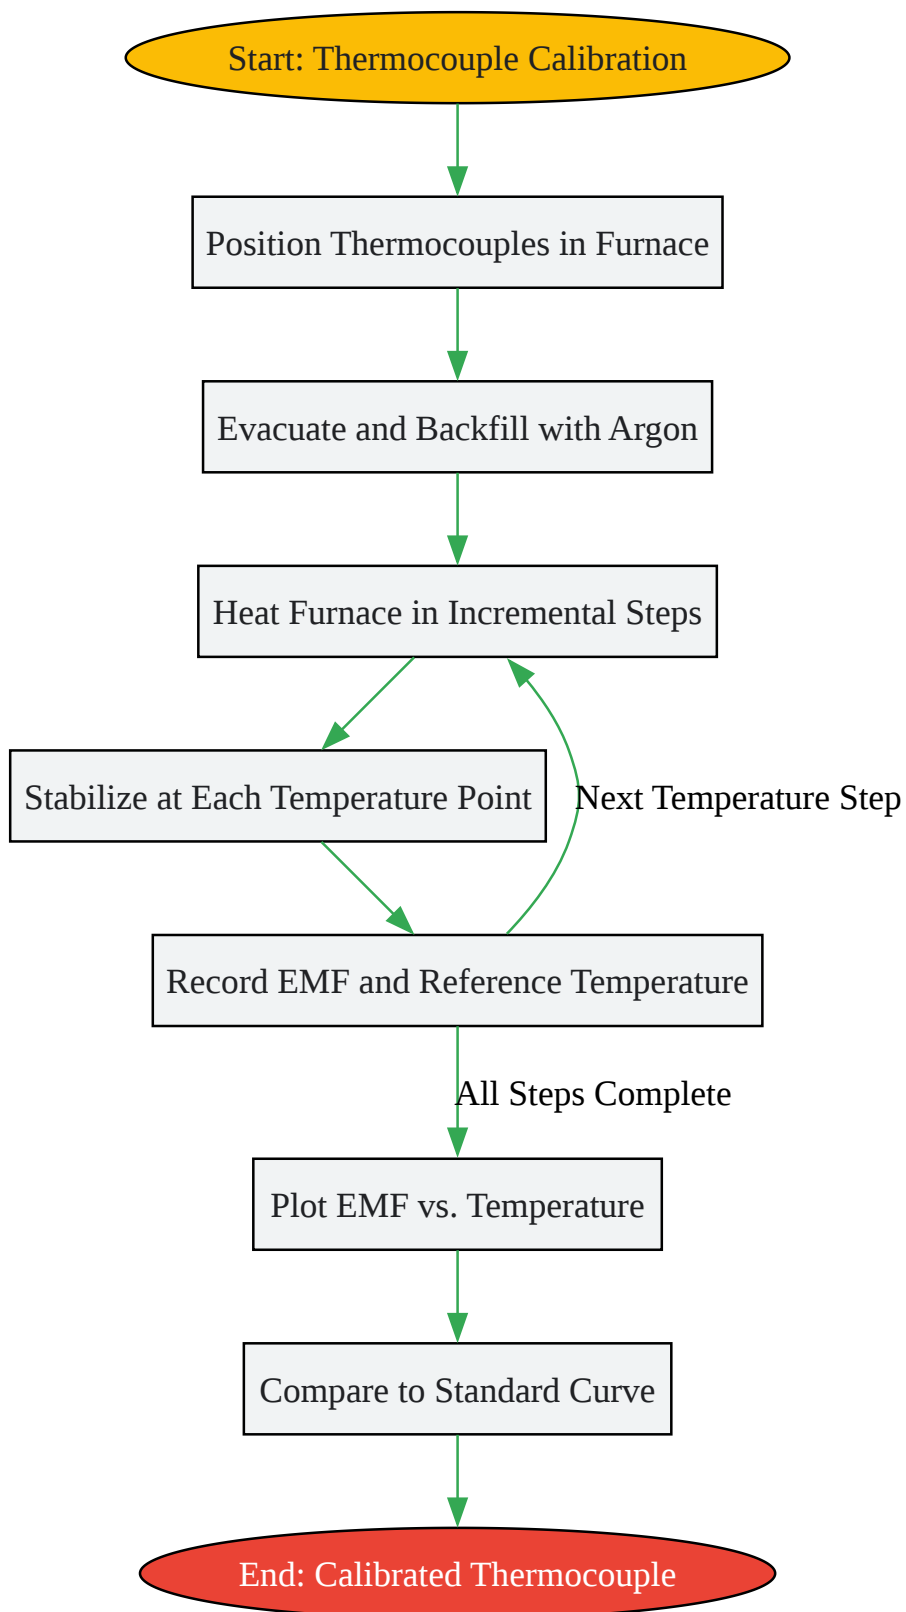 Start: Thermocouple Calibration
Position Thermocouples in Furnace
Evacuate and Backfill with Argon
Heat Furnace in Incremental Steps
Stabilize at Each Temperature Point
Next Temperature Step
Record EMF and Reference Temperature
All Steps Complete
Plot EMF vs. Temperature
Compare to Standard Curve
End: Calibrated Thermocouple